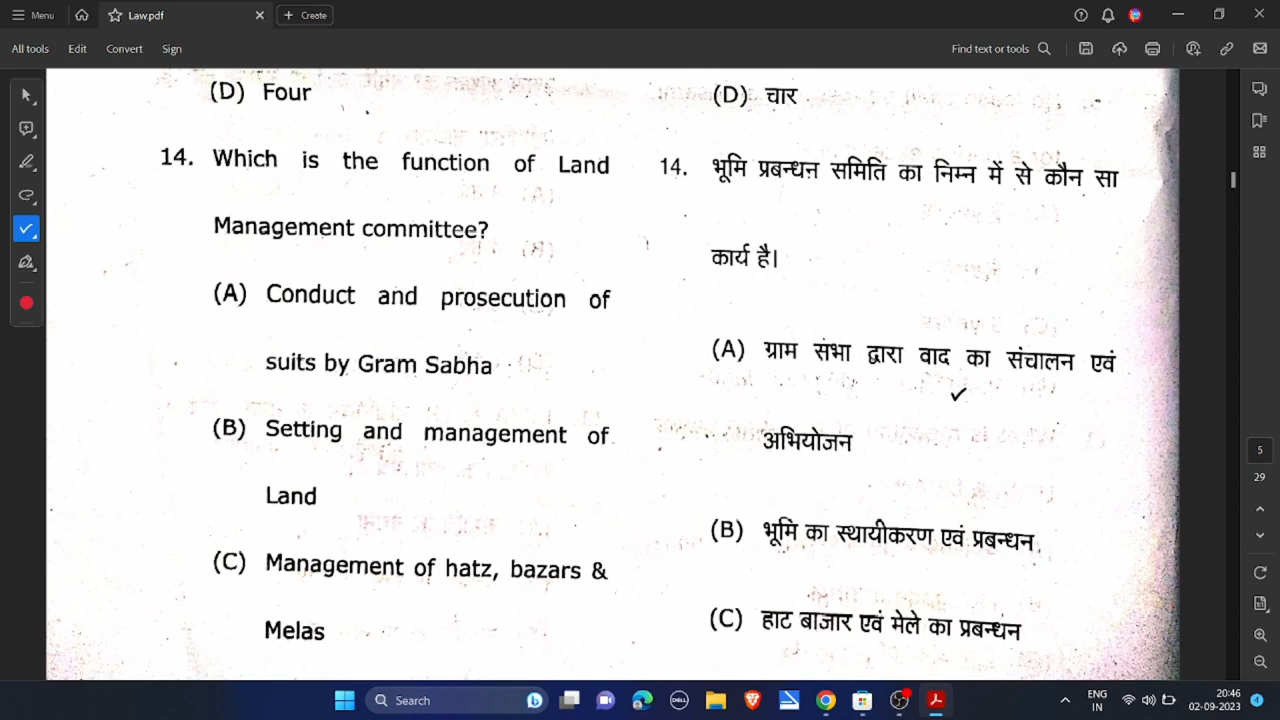 Menu
Law.pdf
Create
All tools
Edit
Convert
Sign
Find text or tools
(D) Four
14. Which is the function of Land
Management committee?
(A) Conduct and prosecution of
suits by Gram Sabha
(B) Setting and management of
Land
(C) Management of hatz, bazars &
Melas
(D) चार
14. भूमि प्रबन्धन समिति का निम्न में से कौन सा
कार्य है।
(A) ग्राम सभा द्वारा वाद का संचालन एवं
अभियोजन
(B) भूमि का स्थायीकरण एवं प्रबन्धन
(C) हाट बाजार एवं मेले का प्रबन्धन
5
29
Search
DELL
ENG
IN
20:46
02-09-2023
4